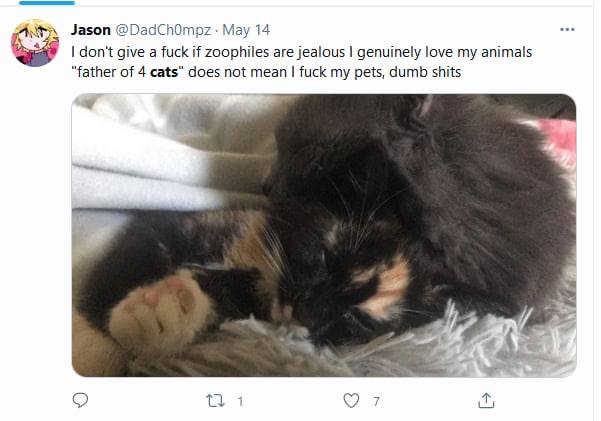 Jason @DadCh0mpz · May 14
I don't give a fuck if zoophiles are jealous I genuinely love my animals
"father of 4 cats" does not mean I fuck my pets, dumb shits
1
7